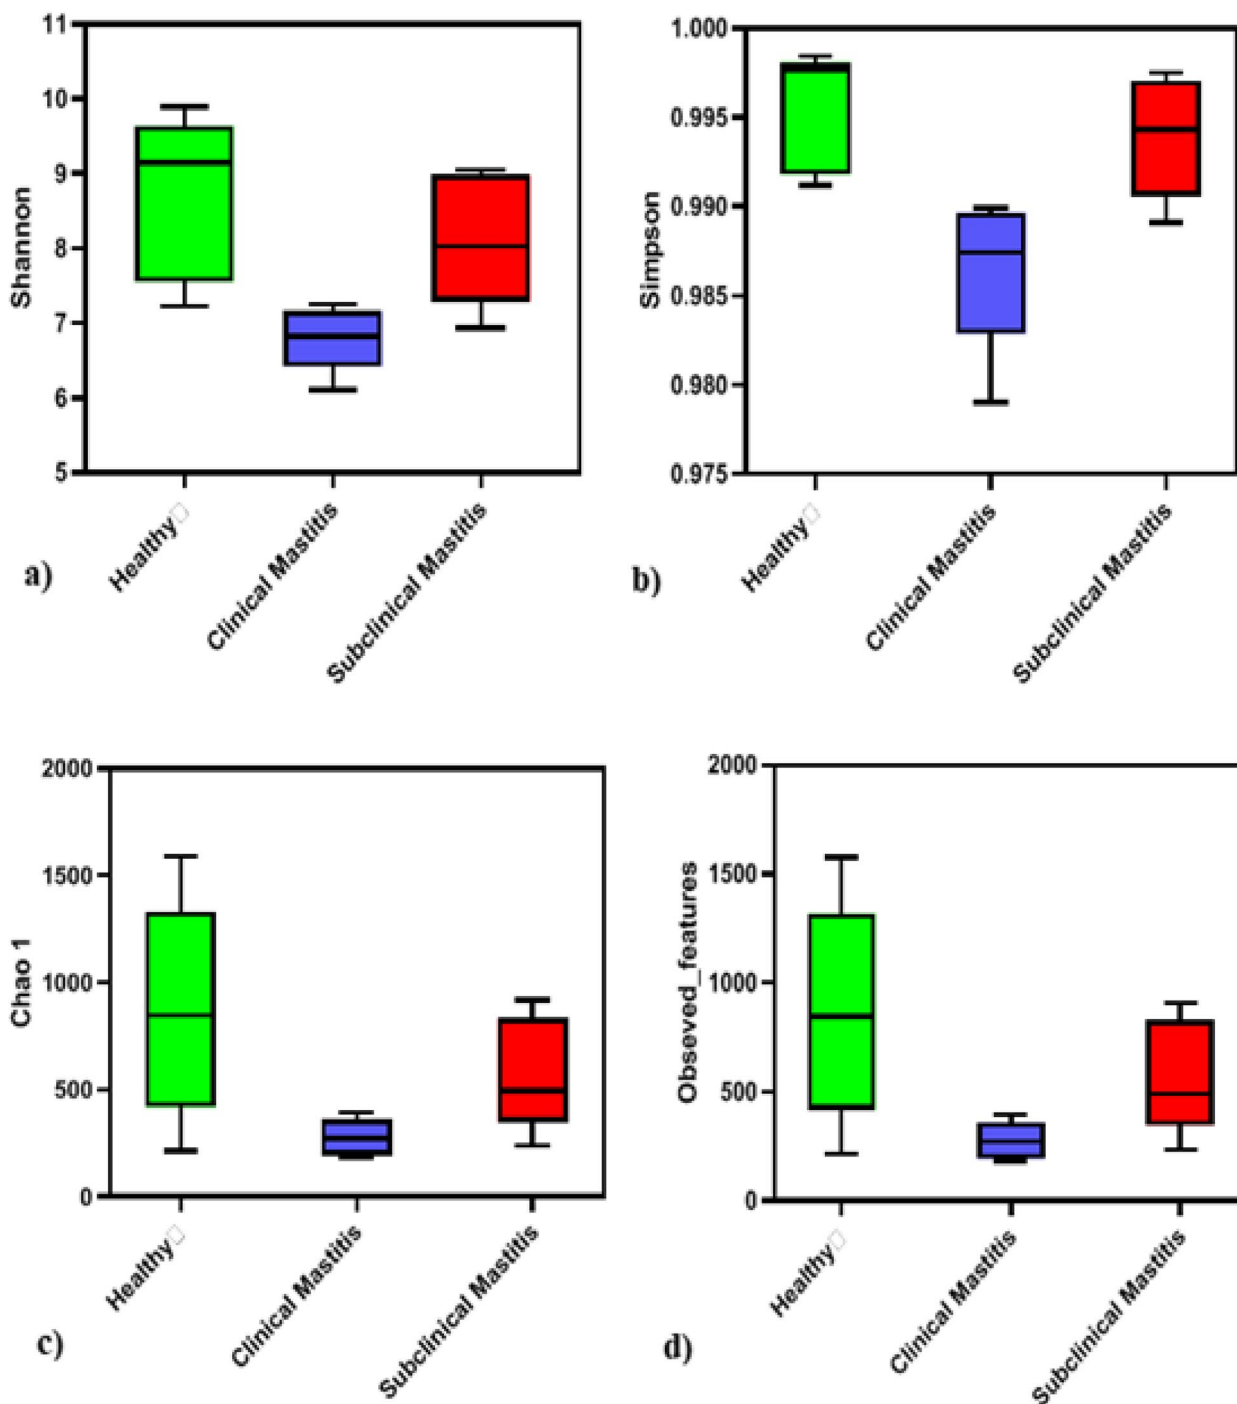 11
10
9
8
7
6
5
Shannon
Healthy
Clinical Mastitis
Subclinical Mastitis
a)
1.000
0.995
0.990
0.985
0.980
0.975
Simpson
Healthy
Clinical Mastitis
Subclinical Mastitis
b)
2000
1500
1000
500
0
Chao 1
Healthy
Clinical Mastitis
Subclinical Mastitis
c)
2000
1500
1000
500
0
Obseved_features
Healthy
Clinical Mastitis
Subclinical Mastitis
d)